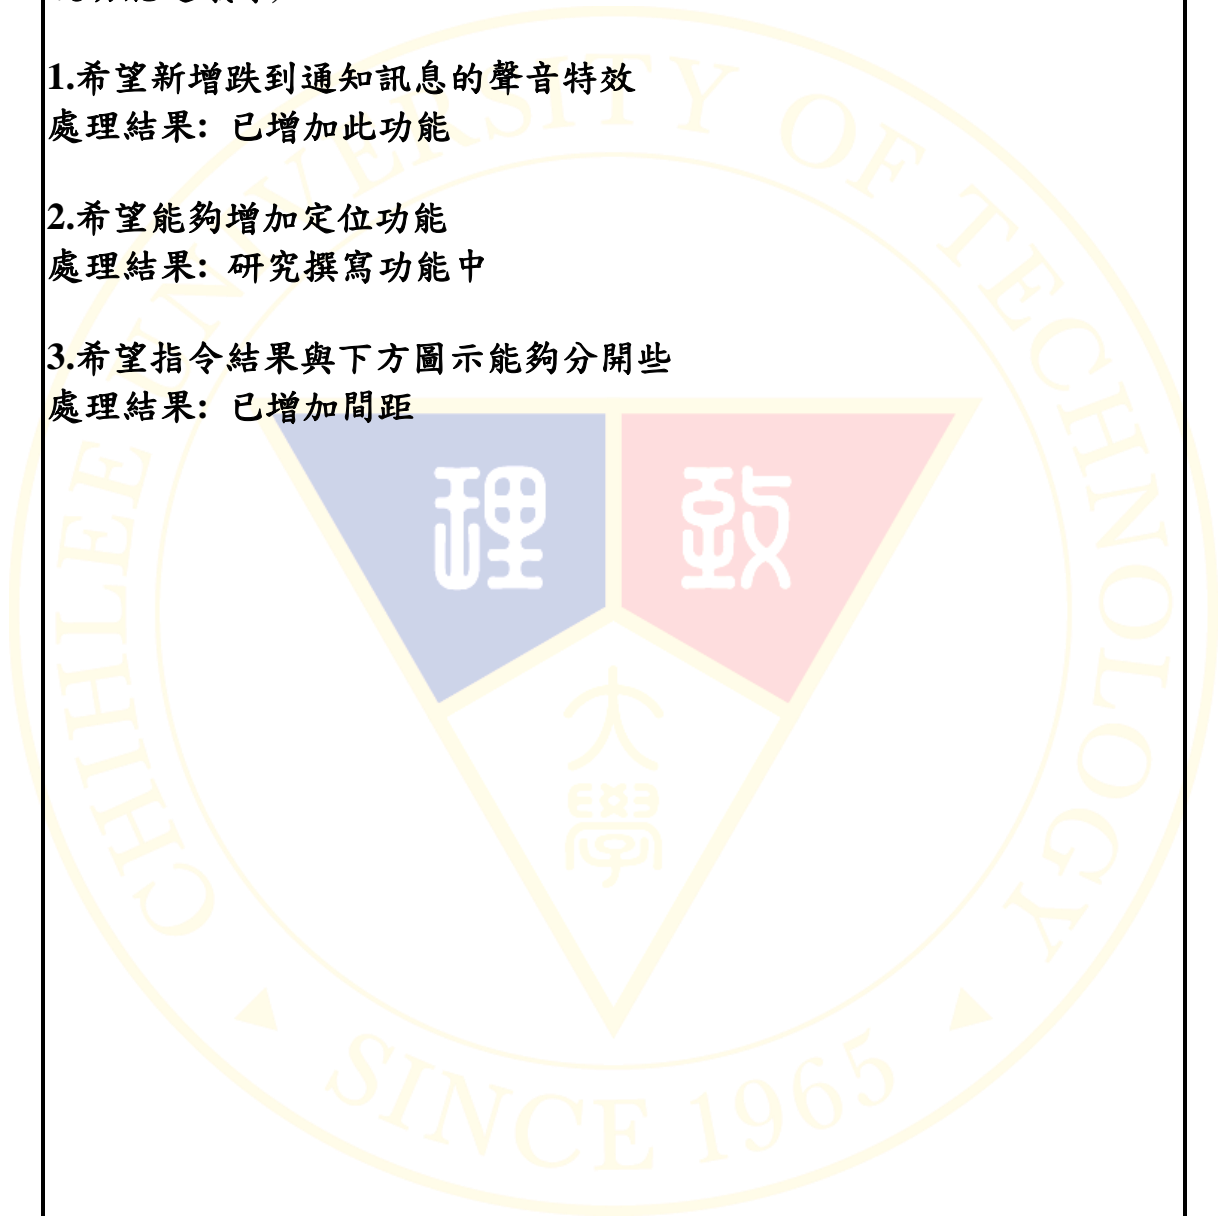 1.希望新增跌到通知訊息的聲音特效
處理結果: 已增加此功能
2.希望能夠增加定位功能
處理結果: 研究撰寫功能中
3.希望指令結果與下方圖示能夠分開些
處理結果: 已增加間距
CHIHLEE UNIVERSITY OF TECHNOLOGY
理 致
大
學
SINCE 1965